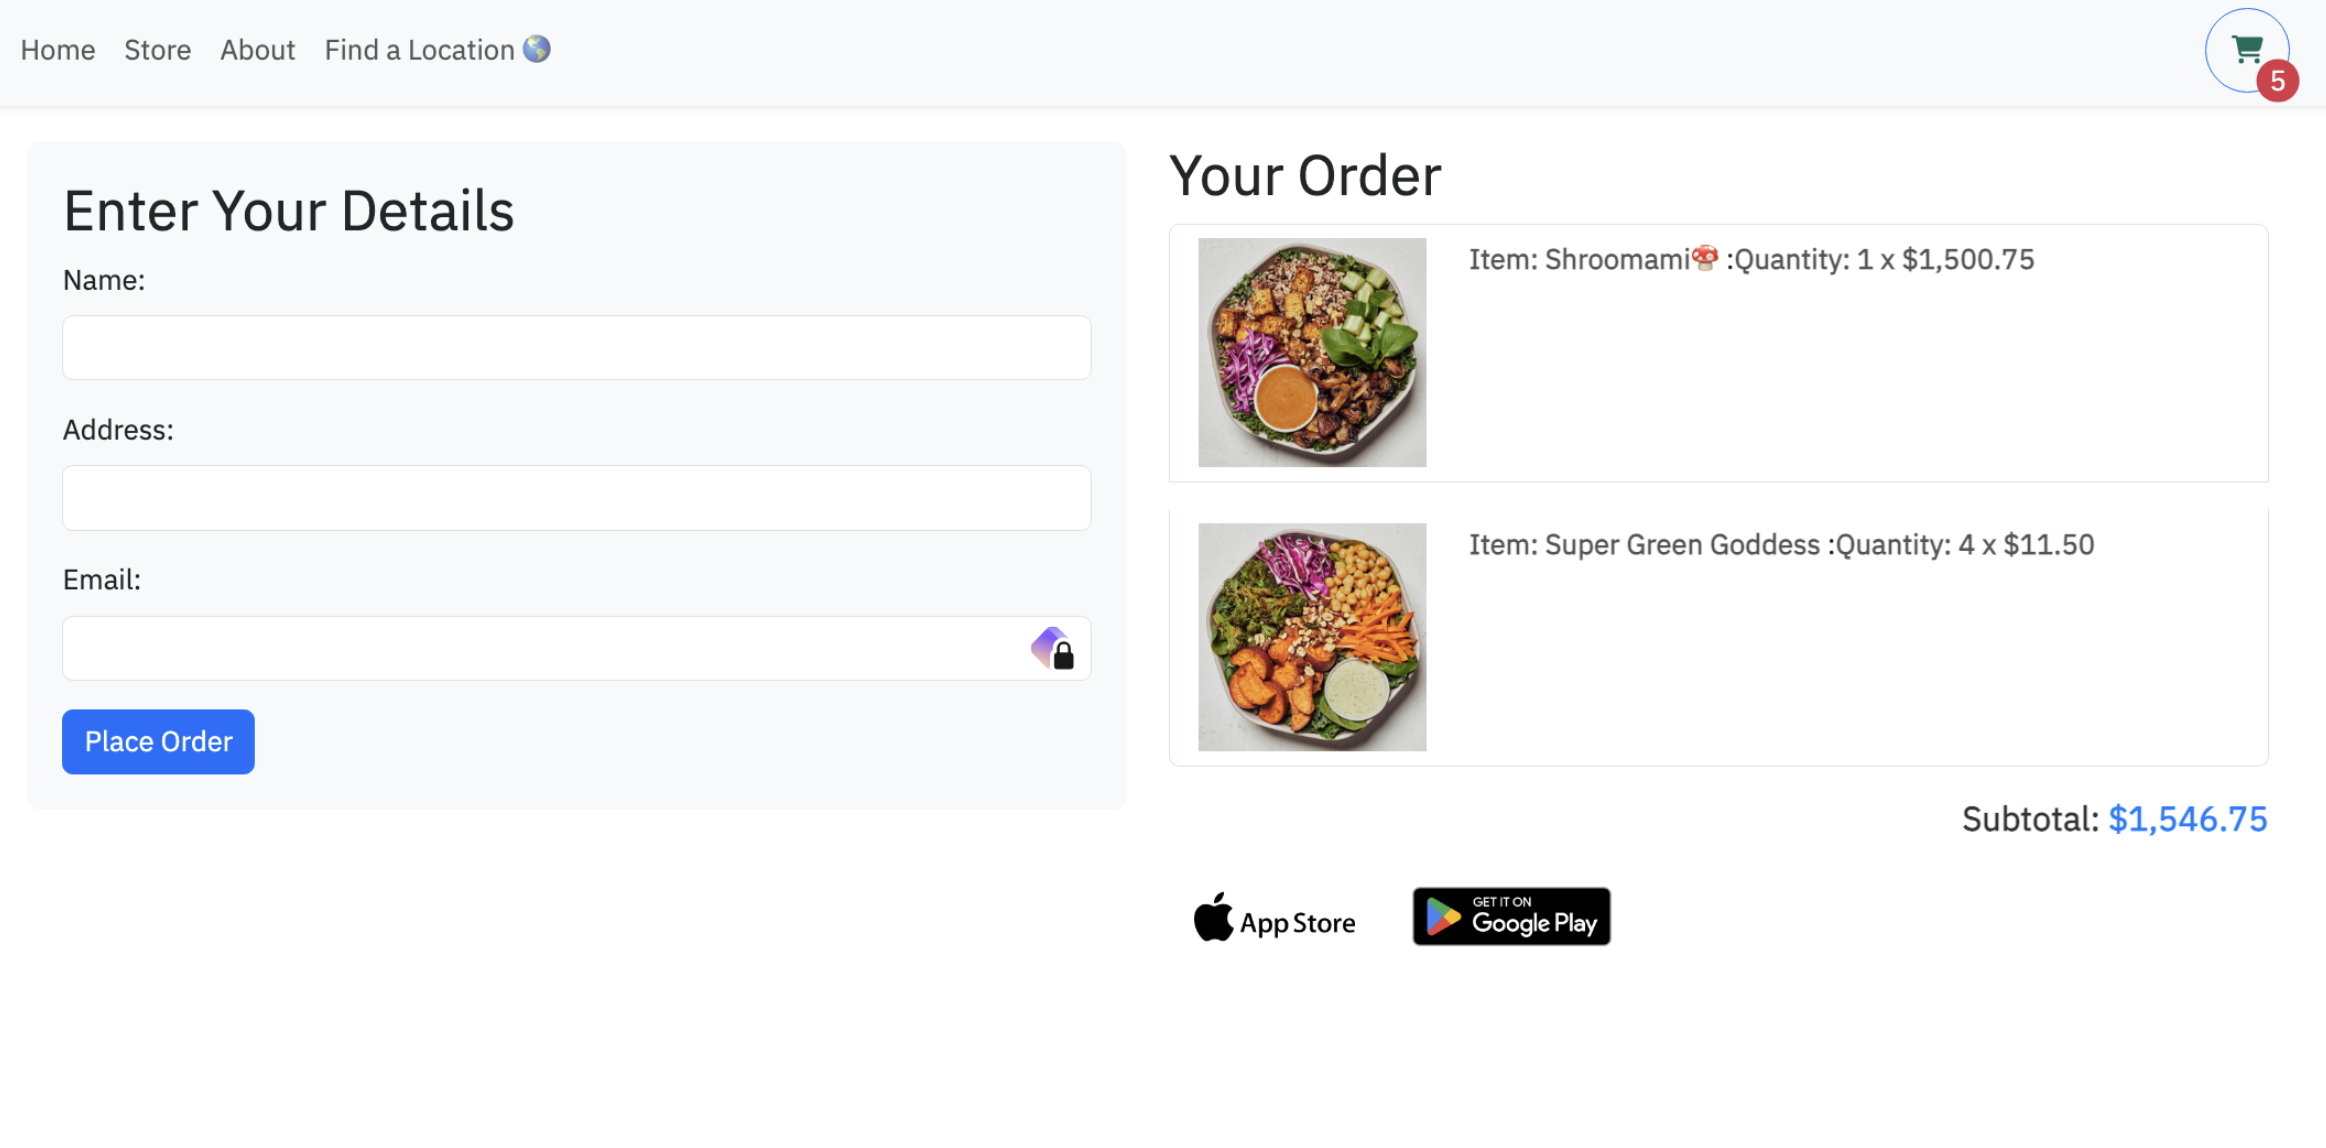 Home Store About Find a Location 🌎
5
Enter Your Details
Name:
Address:
Email:
Place Order
Your Order
Item: Shroomami🍄 :Quantity: 1 x $1,500.75
Item: Super Green Goddess :Quantity: 4 x $11.50
Subtotal: $1,546.75
App Store
GET IT ON
Google Play